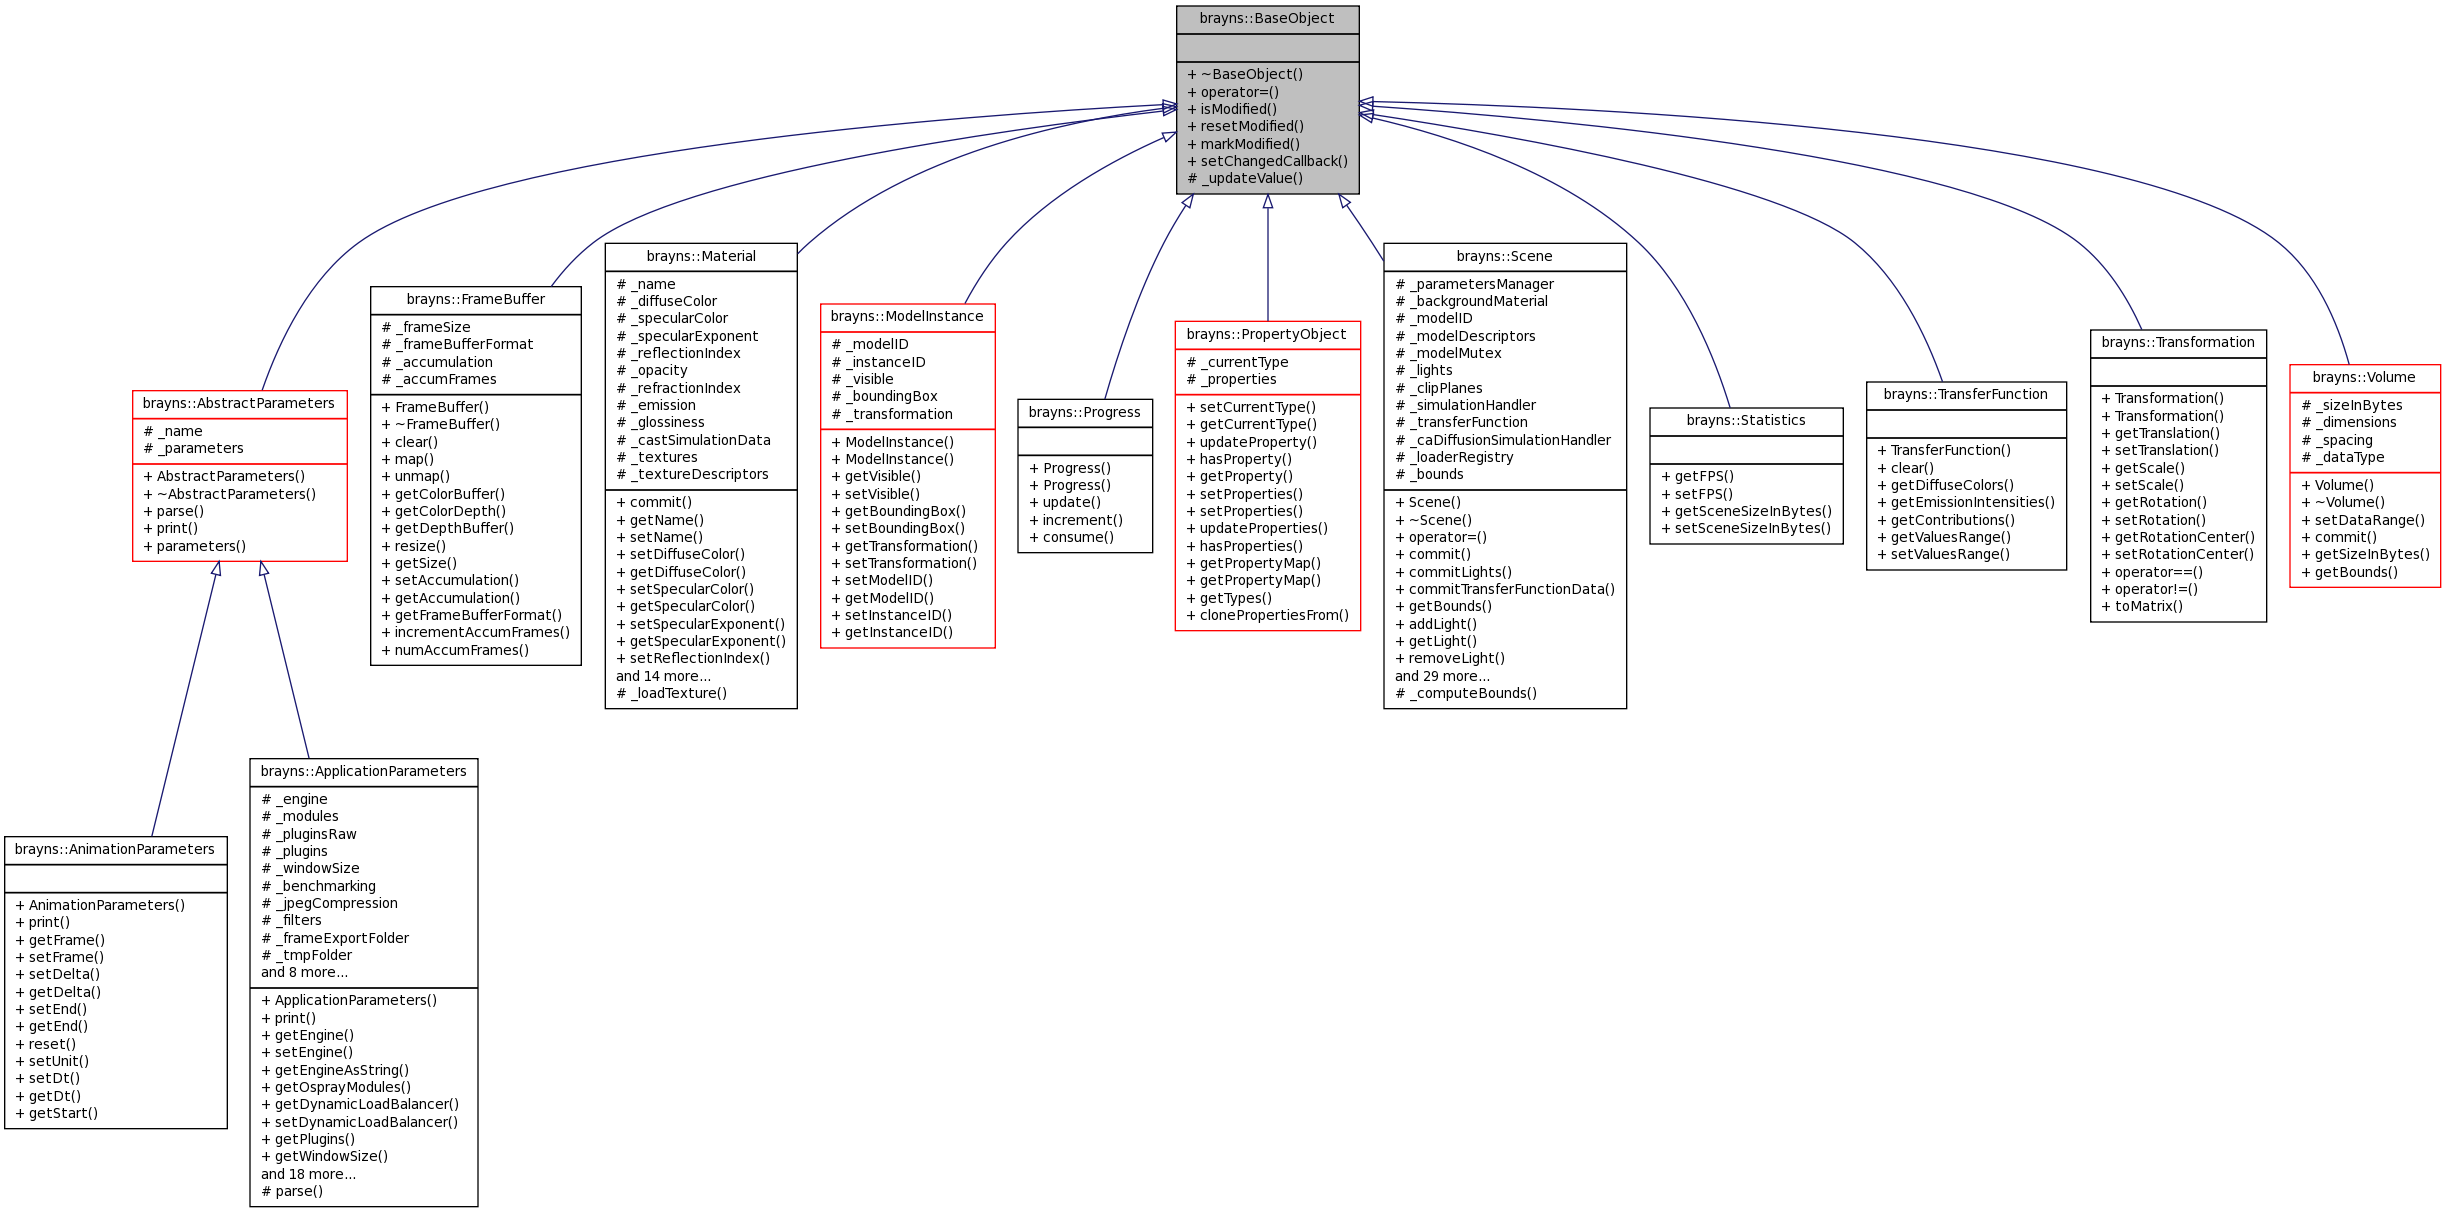 brayns::BaseObject
+ ~BaseObject()
+ operator=()
+ isModified()
+ resetModified()
+ markModified()
+ setChangedCallback()
# _updateValue()
brayns::AbstractParameters
# _name
# _parameters
+ AbstractParameters()
+ ~AbstractParameters()
+ parse()
+ print()
+ parameters()
brayns::FrameBuffer
# _frameSize
# _frameBufferFormat
# _accumulation
# _accumFrames
+ FrameBuffer()
+ ~FrameBuffer()
+ clear()
+ map()
+ unmap()
+ getColorBuffer()
+ getColorDepth()
+ getDepthBuffer()
+ resize()
+ getSize()
+ setAccumulation()
+ getAccumulation()
+ getFrameBufferFormat()
+ incrementAccumFrames()
+ numAccumFrames()
brayns::Material
# _name
# _diffuseColor
# _specularColor
# _specularExponent
# _reflectionIndex
# _opacity
# _refractionIndex
# _emission
# _glossiness
# _castSimulationData
# _textures
# _textureDescriptors
+ commit()
+ getName()
+ setName()
+ setDiffuseColor()
+ getDiffuseColor()
+ setSpecularColor()
+ getSpecularColor()
+ setSpecularExponent()
+ getSpecularExponent()
+ setReflectionIndex()
and 14 more...
# _loadTexture()
brayns::ModelInstance
# _modelID
# _instanceID
# _visible
# _boundingBox
# _transformation
+ ModelInstance()
+ ModelInstance()
+ getVisible()
+ setVisible()
+ getBoundingBox()
+ setBoundingBox()
+ getTransformation()
+ setTransformation()
+ setModelID()
+ getModelID()
+ setInstanceID()
+ getInstanceID()
brayns::Progress
+ Progress()
+ Progress()
+ update()
+ increment()
+ consume()
brayns::PropertyObject
# _currentType
# _properties
+ setCurrentType()
+ getCurrentType()
+ updateProperty()
+ hasProperty()
+ getProperty()
+ setProperties()
+ setProperties()
+ updateProperties()
+ hasProperties()
+ getPropertyMap()
+ getPropertyMap()
+ getTypes()
+ clonePropertiesFrom()
brayns::Scene
# _parametersManager
# _backgroundMaterial
# _modelID
# _modelDescriptors
# _modelMutex
# _lights
# _clipPlanes
# _simulationHandler
# _transferFunction
# _caDiffusionSimulationHandler
# _loaderRegistry
# _bounds
+ Scene()
+ ~Scene()
+ operator=()
+ commit()
+ commitLights()
+ commitTransferFunctionData()
+ getBounds()
+ addLight()
+ getLight()
+ removeLight()
and 29 more...
# _computeBounds()
brayns::Statistics
+ getFPS()
+ setFPS()
+ getSceneSizeInBytes()
+ setSceneSizeInBytes()
brayns::TransferFunction
+ TransferFunction()
+ clear()
+ getDiffuseColors()
+ getEmissionIntensities()
+ getContributions()
+ getValuesRange()
+ setValuesRange()
brayns::Transformation
+ Transformation()
+ Transformation()
+ getTranslation()
+ setTranslation()
+ getScale()
+ setScale()
+ getRotation()
+ setRotation()
+ getRotationCenter()
+ setRotationCenter()
+ operator==()
+ operator!=()
+ toMatrix()
brayns::Volume
# _sizeInBytes
# _dimensions
# _spacing
# _dataType
+ Volume()
+ ~Volume()
+ setDataRange()
+ commit()
+ getSizeInBytes()
+ getBounds()
brayns::AnimationParameters
+ AnimationParameters()
+ print()
+ getFrame()
+ setFrame()
+ setDelta()
+ getDelta()
+ setEnd()
+ getEnd()
+ reset()
+ setUnit()
+ setDt()
+ getDt()
+ getStart()
brayns::ApplicationParameters
# _engine
# _modules
# _pluginsRaw
# _plugins
# _windowSize
# _benchmarking
# _jpegCompression
# _filters
# _frameExportFolder
# _tmpFolder
and 8 more...
+ ApplicationParameters()
+ print()
+ getEngine()
+ setEngine()
+ getEngineAsString()
+ getOsprayModules()
+ getDynamicLoadBalancer()
+ setDynamicLoadBalancer()
+ getPlugins()
+ getWindowSize()
and 18 more...
# parse()